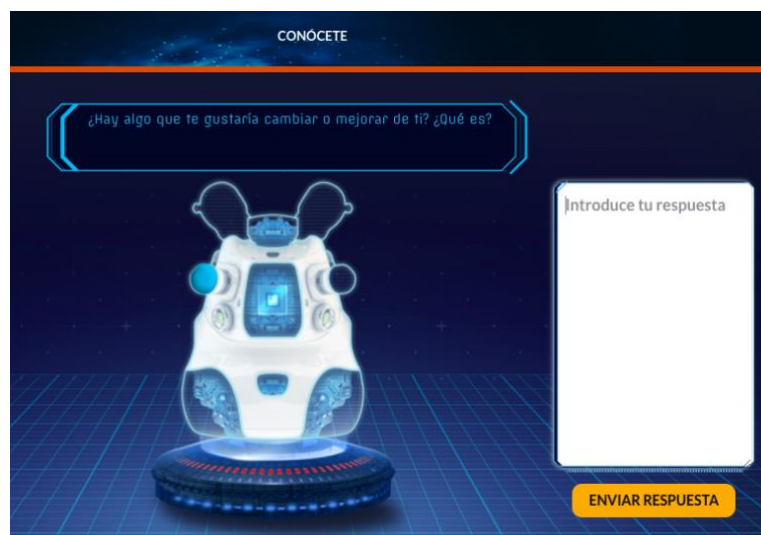 CONÓCETE
¿Hay algo que te gustaría cambiar o mejorar de ti? ¿Qué es?
Introduce tu respuesta
ENVIAR RESPUESTA